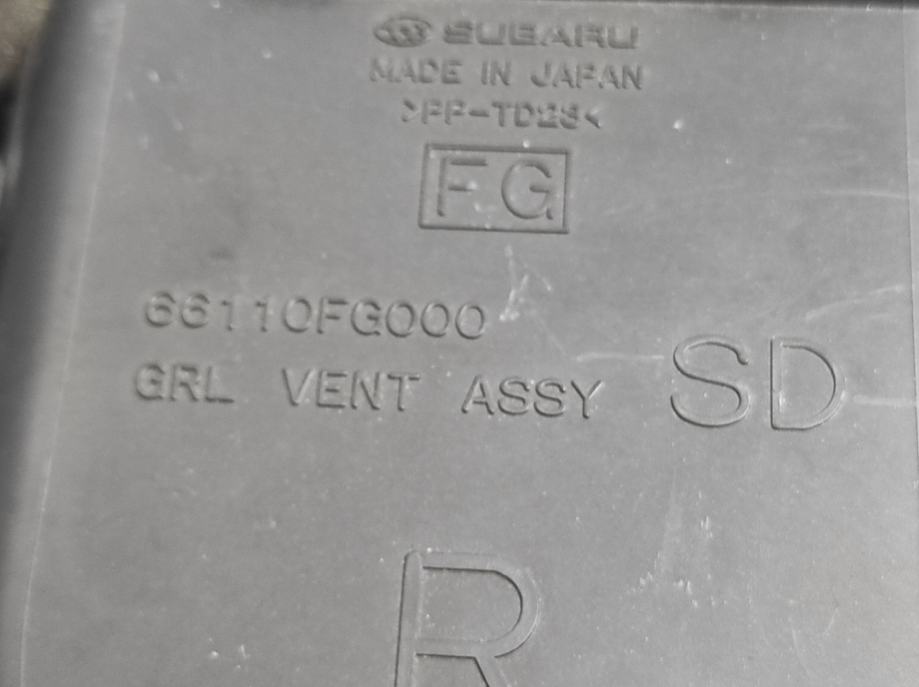 SUBARU
MADE IN JAPAN
>PP-TD23<
FG
66110FG000
GRL VENT ASSY SD
R